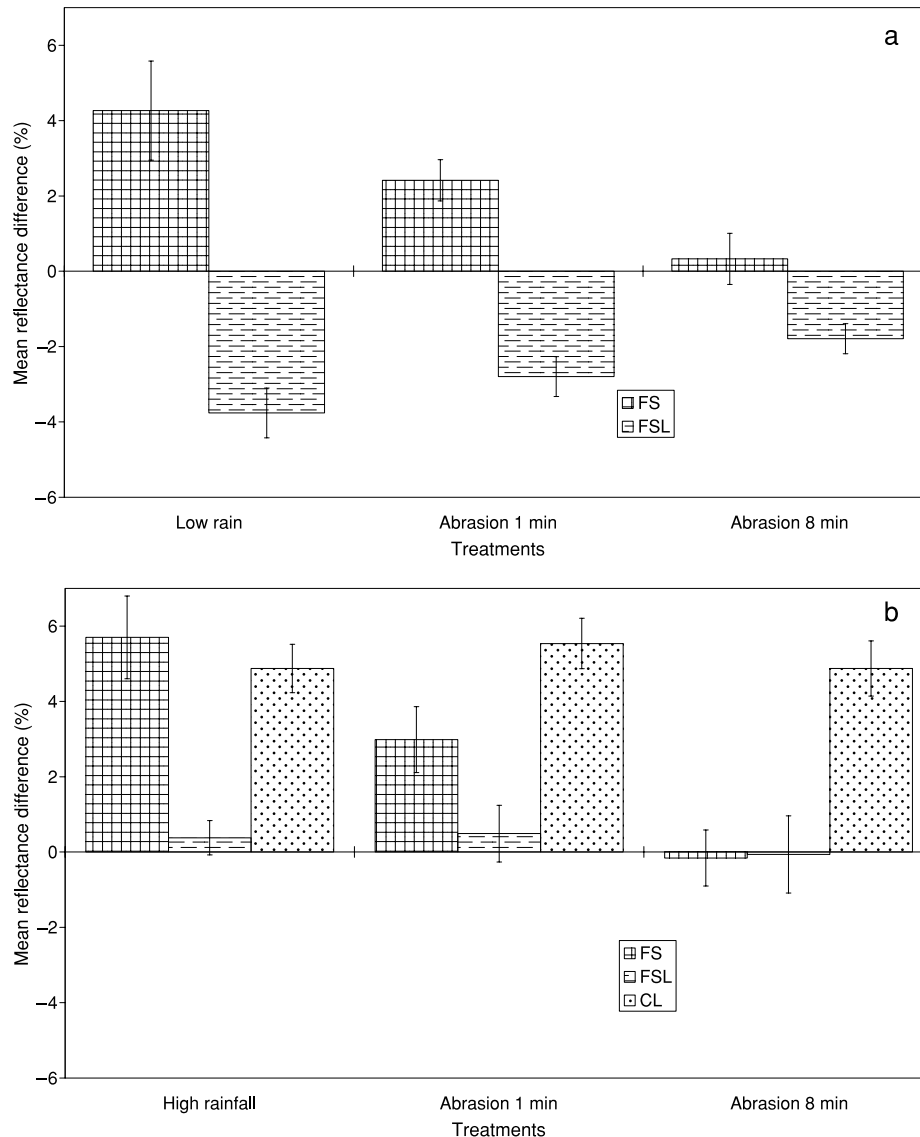 a
Mean reflectance difference (%)
6
4
2
0
–2
–4
–6
FS
FSL
Low rain Abrasion 1 min Abrasion 8 min
Treatments
b
Mean reflectance difference (%)
6
4
2
0
–2
–4
–6
FS
FSL
CL
High rainfall Abrasion 1 min Abrasion 8 min
Treatments